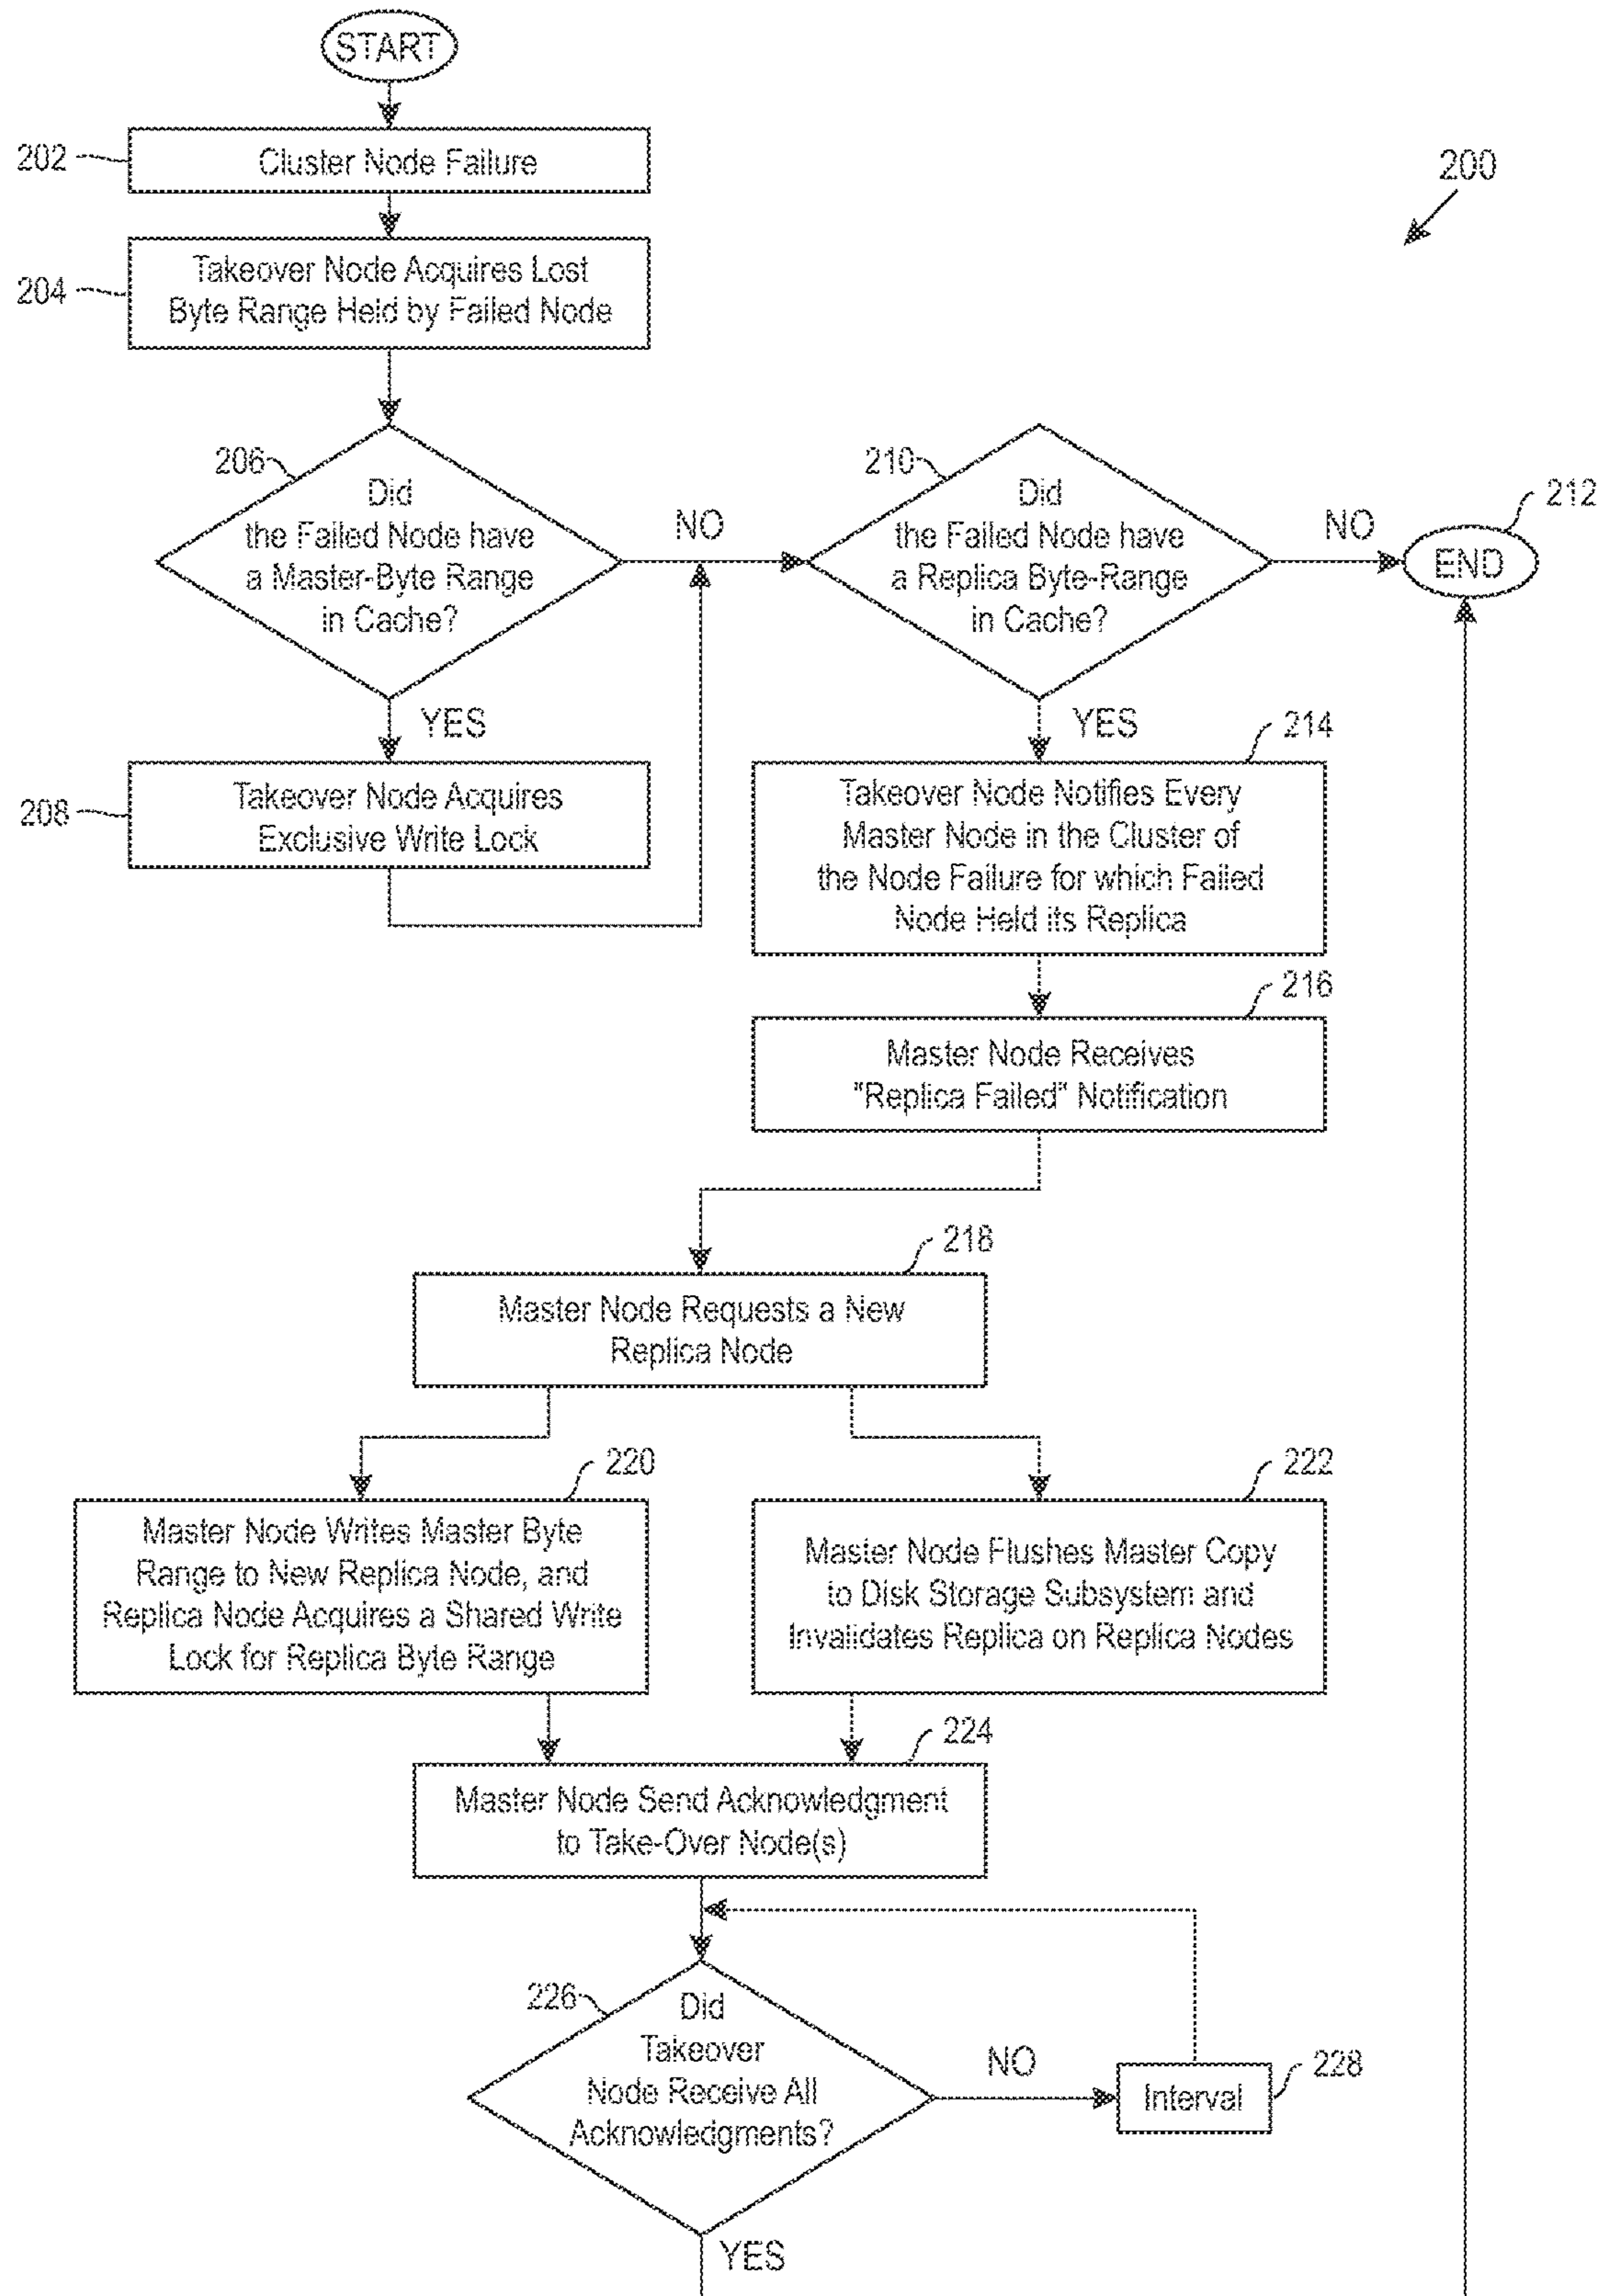 START
202
Cluster Node Failure
200
204
Takeover Node Acquires Lost
Byte Range Held by Failed Node
206
Did
the Failed Node have
a Master-Byte Range
in Cache?
NO
210
Did
the Failed Node have
a Replica Byte-Range
in Cache?
NO
212
END
YES
208
Takeover Node Acquires
Exclusive Write Lock
YES
214
Takeover Node Notifies Every
Master Node in the Cluster of
the Node Failure for which Failed
Node Held its Replica
216
Master Node Receives
"Replica Failed" Notification
218
Master Node Requests a New
Replica Node
220
Master Node Writes Master Byte
Range to New Replica Node, and
Replica Node Acquires a Shared Write
Lock for Replica Byte Range
222
Master Node Flushes Master Copy
to Disk Storage Subsystem and
Invalidates Replica on Replica Nodes
224
Master Node Send Acknowledgment
to Take-Over Node(s)
226
Did
Takeover
Node Receive All
Acknowledgments?
NO
Interval
228
YES